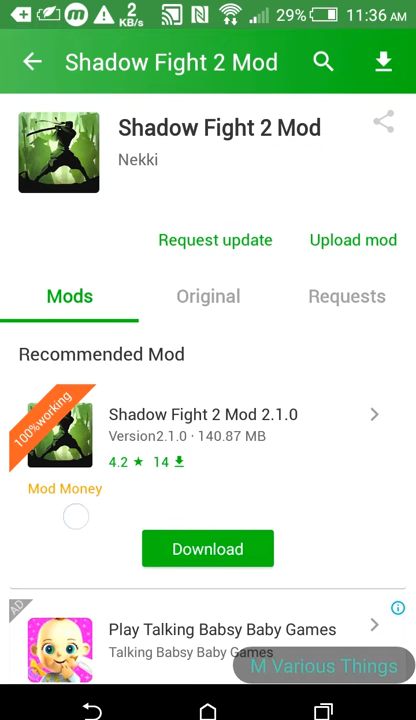 2
KB/s
29%
11:36 AM
Shadow Fight 2 Mod
Shadow Fight 2 Mod
Nekki
Request update
Upload mod
Mods
Original
Requests
Recommended Mod
100%working
Shadow Fight 2 Mod 2.1.0
Version2.1.0 · 140.87 MB
4.2 ★ 14
Mod Money
Download
AD
Play Talking Babsy Baby Games
Talking Babsy Baby Games
M Various Things